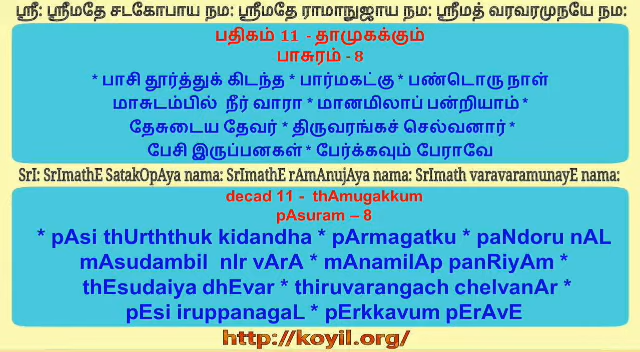 ஸ்ரீ: ஸ்ரீமதே சடகோபாய நம: ஸ்ரீமதே ராமாநுஜாய நம: ஸ்ரீமத் வரவரமுநயே நம:
பதிகம் 11 - தாமுகக்கும்
பாசுரம் - 8
* பாசி தூர்த்துக் கிடந்த * பார்மகட்கு * பண்டொரு நாள்
மாசுடம்பில் நீர் வாரா * மானமிலாப் பன்றியாம் *
தேசுடைய தேவர் * திருவரங்கச் செல்வனார் *
பேசி இருப்பனகள் * பேர்க்கவும் பேராவே
SrI: SrImathE SatakOpAya nama: SrImathE rAmAnujAya nama: SrImath varavaramunayE nama:
decad 11 - thAmugakkum
pAsuram – 8
* pAsi thUrththuk kidandha * pArmagatku * paNdoru nAL
mAsudambil nIr vArA * mAnamilAp panRiyAm *
thEsudaiya dhEvar * thiruvarangach chelvanAr *
pEsi iruppanagaL * pErkkavum pErAvE
http://koyil.org/